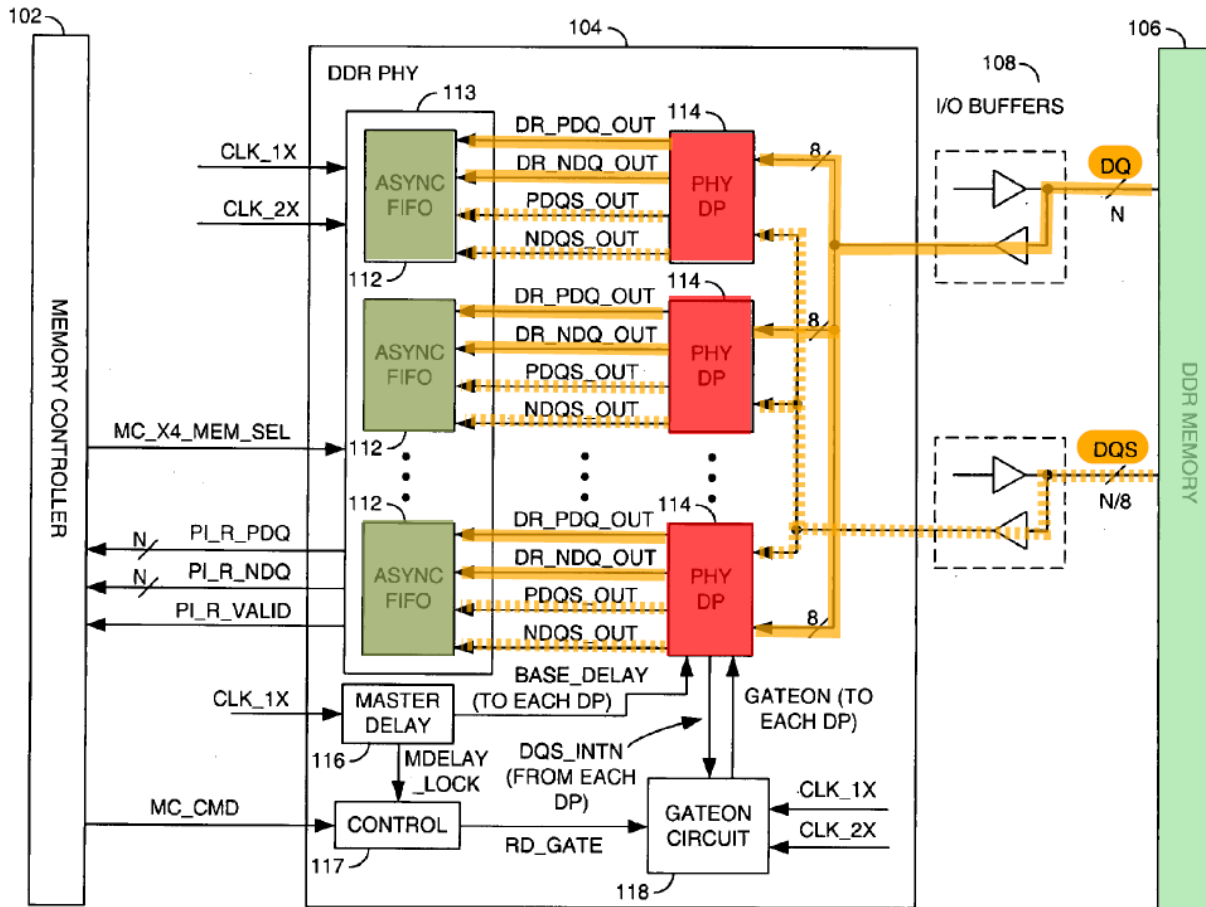 102
104
106
DDR PHY
108
I/O BUFFERS
113
114
DR_PDQ_OUT
DR_NDQ_OUT
PDQS_OUT
NDQS_OUT
ASYNC
FIFO
PHY
DP
8
CLK_1X
CLK_2X
DQ
N
112
114
DR_PDQ_OUT
DR_NDQ_OUT
PDQS_OUT
NDQS_OUT
ASYNC
FIFO
PHY
DP
8
MEMORY CONTROLLER
DDR MEMORY
MC_X4_MEM_SEL
112
DQS
N/8
112
114
DR_PDQ_OUT
DR_NDQ_OUT
PDQS_OUT
NDQS_OUT
ASYNC
FIFO
PHY
DP
8
N
PI_R_PDQ
N
PI_R_NDQ
PI_R_VALID
CLK_1X
MASTER
DELAY
116
BASE_DELAY
(TO EACH DP)
GATEON (TO
EACH DP)
MDELAY
_LOCK
DQS_INTN
(FROM EACH
DP)
MC_CMD
CONTROL
117
RD_GATE
GATEON
CIRCUIT
118
CLK_1X
CLK_2X